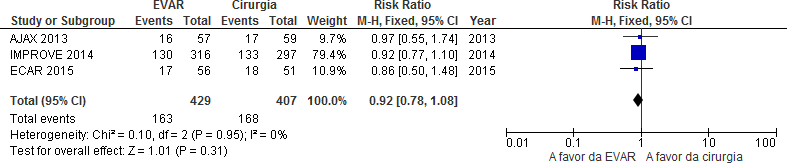 EVAR Cirurgia Risk Ratio Risk Ratio
Study or Subgroup Events Total Events Total Weight M-H, Fixed, 95% CI Year M-H, Fixed, 95% CI
AJAX 2013 16 57 17 59 9.7% 0.97 [0.55, 1.74] 2013
IMPROVE 2014 130 316 133 297 79.4% 0.92 [0.77, 1.10] 2014
ECAR 2015 17 56 18 51 10.9% 0.86 [0.50, 1.48] 2015
Total (95% CI) 429 407 100.0% 0.92 [0.78, 1.08]
Total events 163 168
Heterogeneity: Chi² = 0.10, df = 2 (P = 0.95); I² = 0%
Test for overall effect: Z = 1.01 (P = 0.31)
0.01 0.1 1 10 100
A favor da EVAR A favor da cirurgia